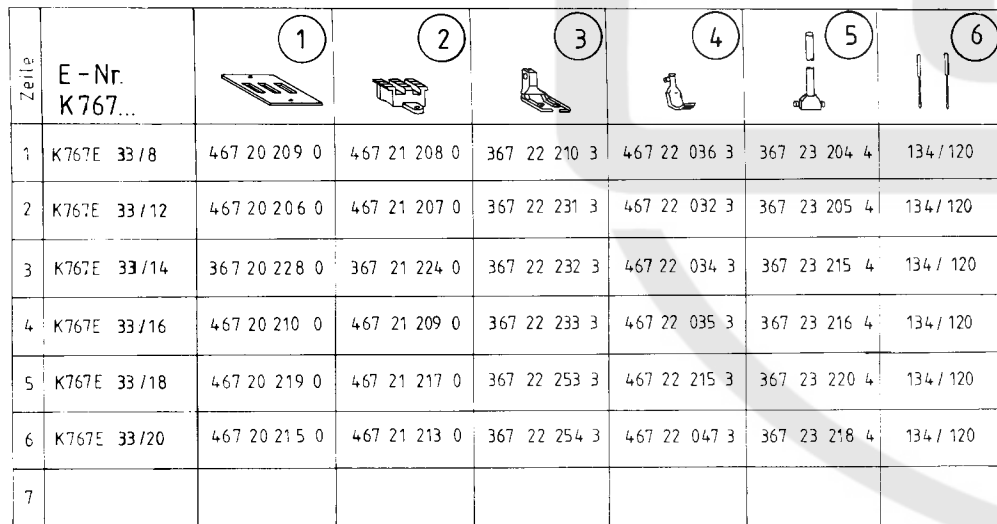 1 2 3 4 5 6
Zeile E-Nr. K767...
1 K767E 33/8 467 20 209 0 467 21 208 0 367 22 210 3 467 22 036 3 367 23 204 4 134/120
2 K767E 33/12 467 20 206 0 467 21 207 0 367 22 231 3 467 22 032 3 367 23 205 4 134/120
3 K767E 33/14 367 20 228 0 367 21 224 0 367 22 232 3 467 22 034 3 367 23 215 4 134/120
4 K767E 33/16 467 20 210 0 467 21 209 0 367 22 233 3 467 22 035 3 367 23 216 4 134/120
5 K767E 33/18 467 20 219 0 467 21 217 0 367 22 253 3 467 22 215 3 367 23 220 4 134/120
6 K767E 33/20 467 20 215 0 467 21 213 0 367 22 254 3 467 22 047 3 367 23 218 4 134/120
7